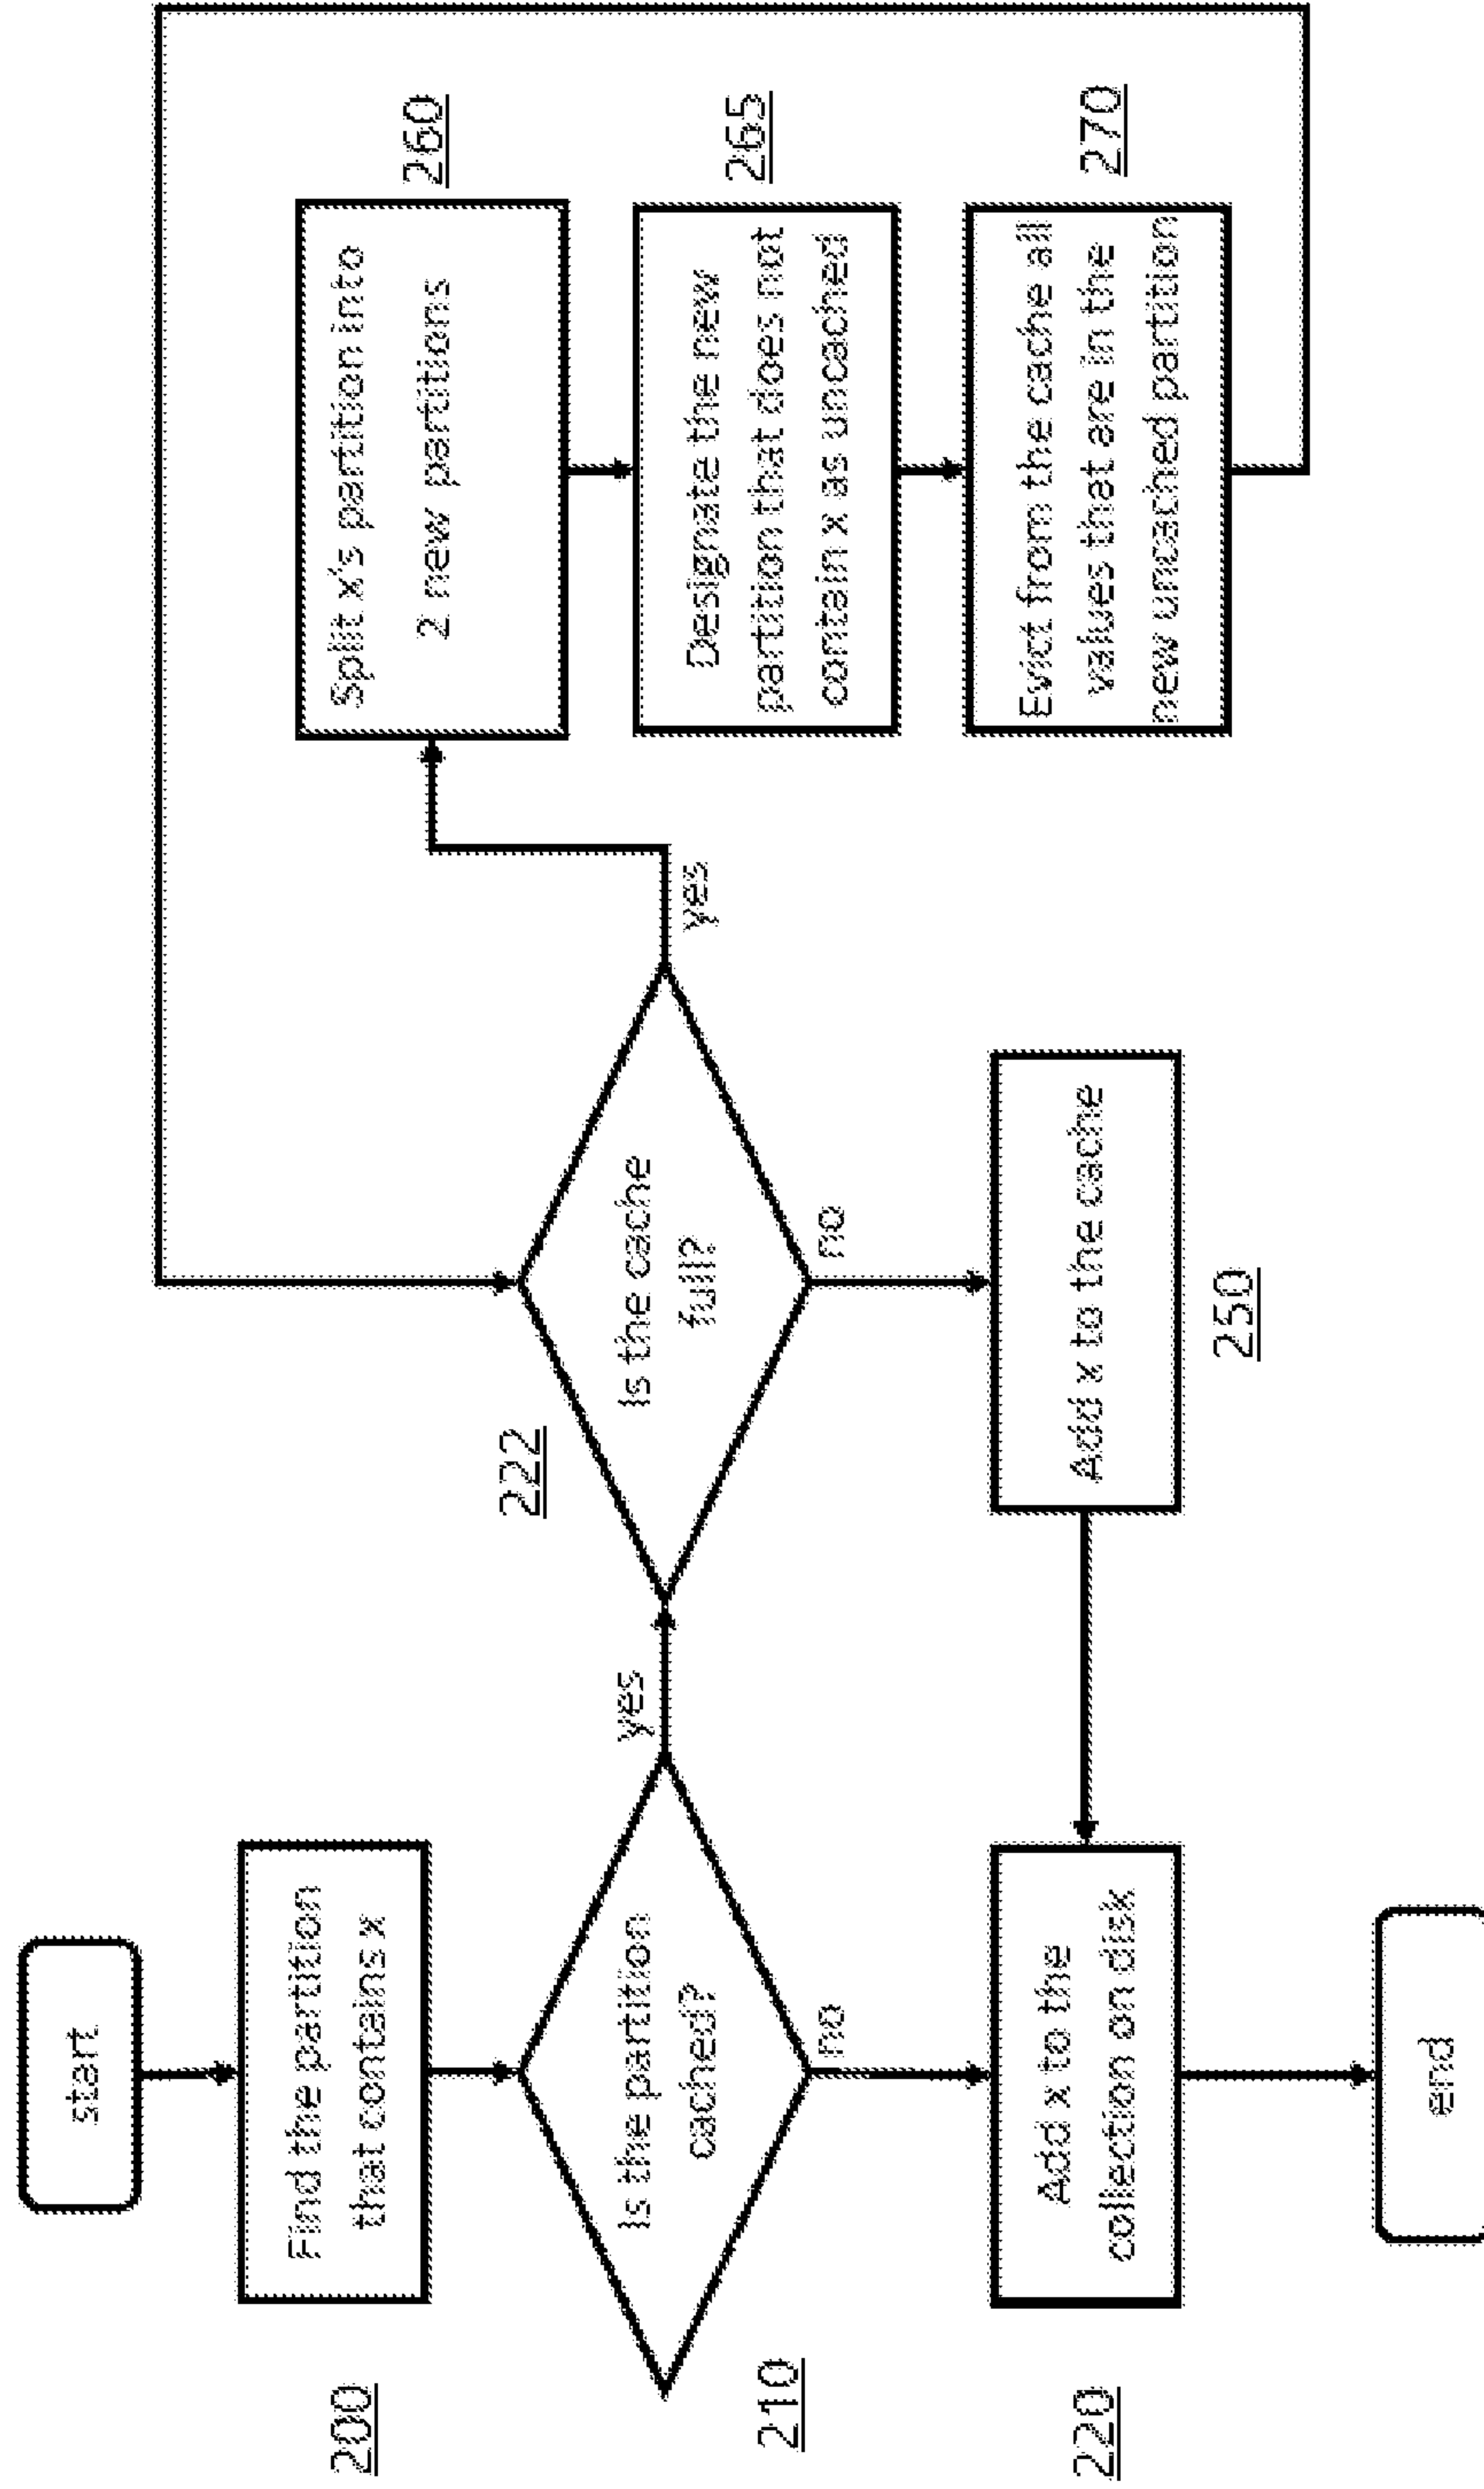 start
Find the partition
that contains x
200
Is the partition
cached?
210
yes
no
Add x to the
collection on disk
220
end
Is the cache
full?
222
yes
no
Add x to the cache
250
Split x's partition into
2 new partitions
260
Designate the new
partition that does not
contain x as uncached
265
Evict from the cache all
values that are in the
new uncached partition
270